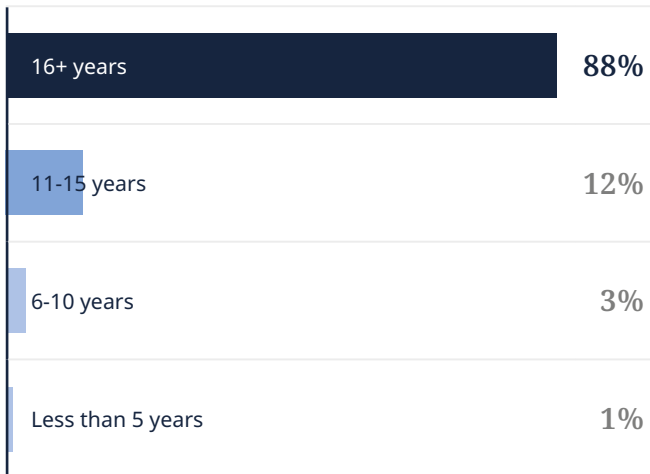 16+ years 88%
11-15 years 12%
6-10 years 3%
Less than 5 years 1%